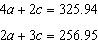 4a + 2c = 325.94
2a + 3c = 256.95